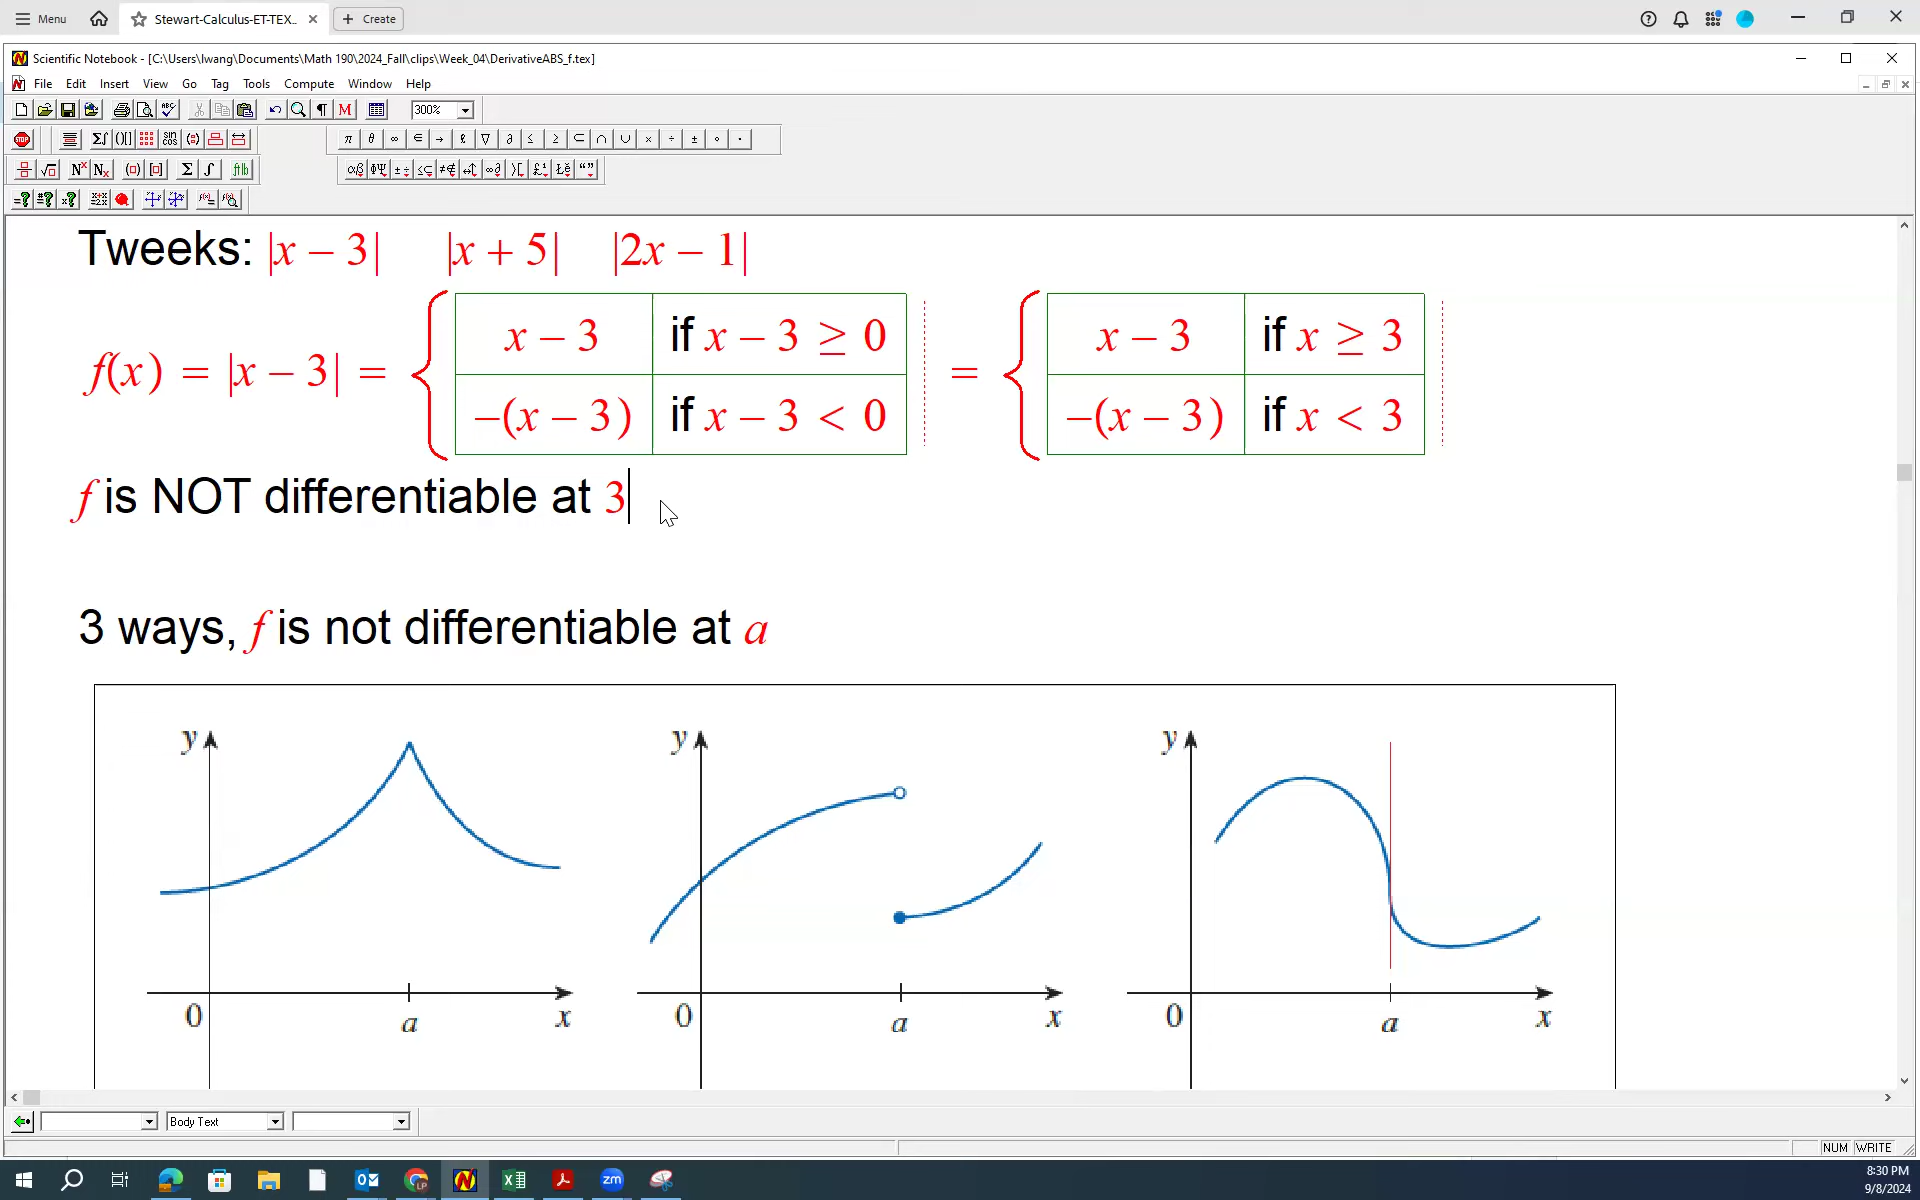 Menu
Stewart-Calculus-ET-TEX...
Create
Scientific Notebook - [C:\Users\lwang\Documents\Math 190\2024_Fall\clips\Week_04\DerivativeABS_f.tex]
File Edit Insert View Go Tag Tools Compute Window Help
300%
Tweeks: |x − 3| |x + 5| |2x − 1|
f(x) = |x − 3| = { x − 3 if x − 3 ≥ 0 = { x − 3 if x ≥ 3
−(x − 3) if x − 3 < 0 −(x − 3) if x < 3
f is NOT differentiable at 3
3 ways, f is not differentiable at a
y y y
0 a x 0 a x 0 a x
Body Text
NUM WRITE
8:30 PM
9/8/2024